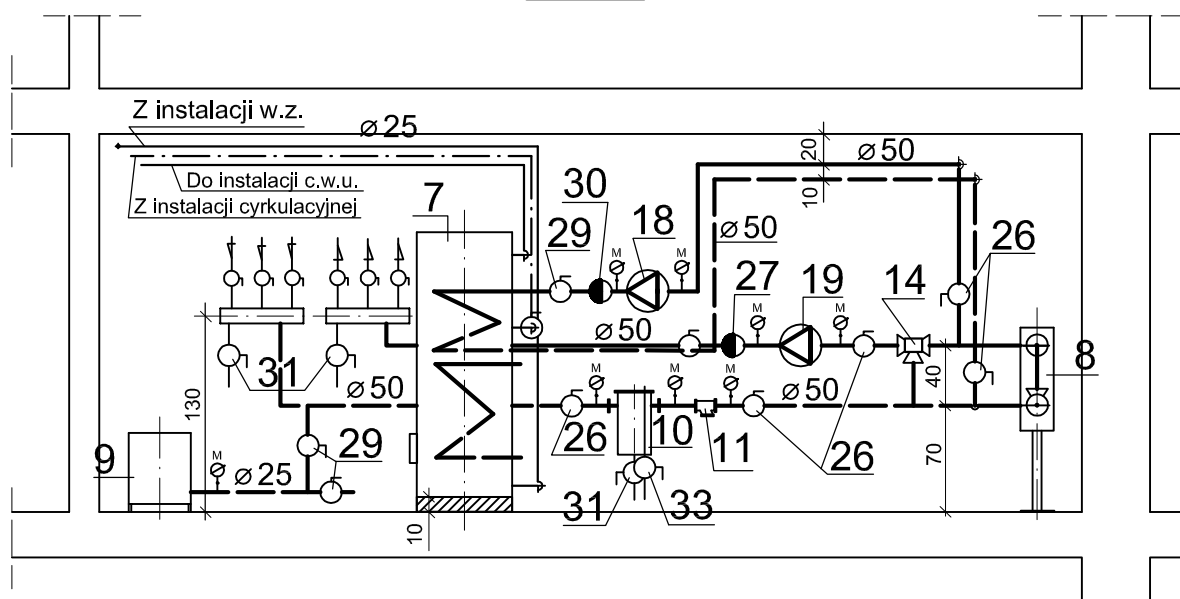 Z instalacji w.z.
⌀ 25
Do instalacji c.w.u.
Z instalacji cyrkulacyjnej
20
10
⌀ 50
7
30
29
18
M
M
⌀ 50
26
27
19
14
M
M
⌀ 50
8
31
130
⌀ 50
M
M
M
⌀ 50
40
26
10
11
26
70
9
M
⌀ 25
29
31
33
10